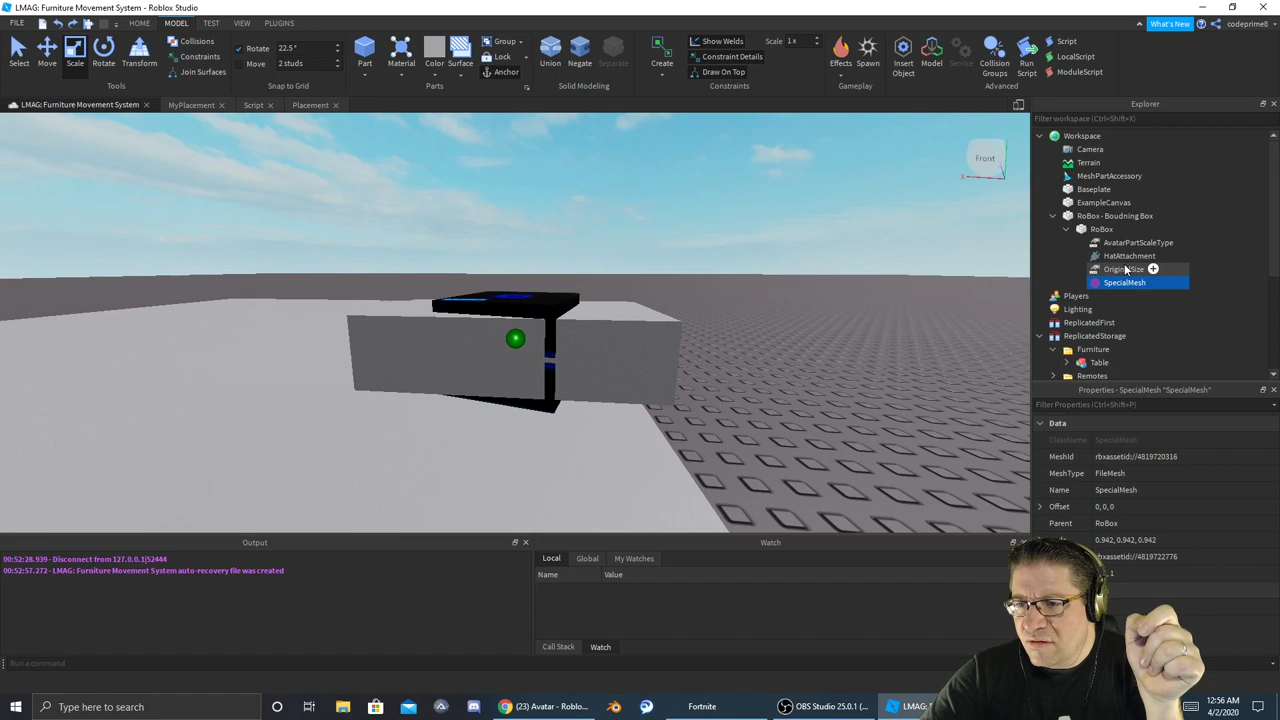 LMAG: Furniture Movement System - Roblox Studio
FILE
HOME
MODEL
TEST
VIEW
PLUGINS
What's New
codeprime8
Select
Move
Scale
Rotate
Transform
Collisions
Constraints
Join Surfaces
Tools
Rotate
22.5 °
Move
2 studs
Snap to Grid
Part
Material
Color
Surface
Group
Lock
Anchor
Parts
Union
Negate
Separate
Solid Modeling
Create
Show Welds
Scale
1 x
Constraint Details
Draw On Top
Constraints
Effects
Spawn
Gameplay
Insert Object
Model
Service
Collision Groups
Run Script
Script
LocalScript
ModuleScript
Advanced
LMAG: Furniture Movement System
MyPlacement
Script
Placement
Front
X
Explorer
Filter workspace (Ctrl+Shift+X)
Workspace
Camera
Terrain
MeshPartAccessory
Baseplate
ExampleCanvas
RoBox - Boudning Box
RoBox
AvatarPartScaleType
HatAttachment
SpecialMesh
Players
Lighting
ReplicatedFirst
ReplicatedStorage
Furniture
Table
Remotes
Properties - SpecialMesh "SpecialMesh"
Filter Properties (Ctrl+Shift+P)
Data
ClassName
SpecialMesh
MeshId
rbxassetid://4819720316
MeshType
FileMesh
Name
SpecialMesh
Offset
0, 0, 0
Parent
RoBox
0.942, 0.942, 0.942
rbxassetid://4819722776
Output
00:52:28.939 - Disconnect from 127.0.0.1|52444
00:52:57.272 - LMAG: Furniture Movement System auto-recovery file was created
Watch
Local
Global
My Watches
Name
Value
Call Stack
Watch
Run a command
Type here to search
(23) Avatar - Roblo...
Fortnite
OBS Studio 25.0.1 (...
12:56 AM
4/2/2020